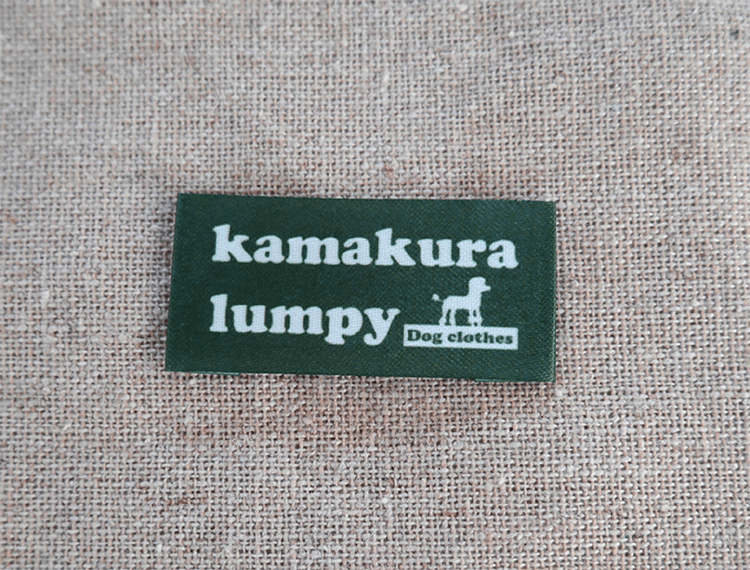 kamakura
lumpy
Dog clothes